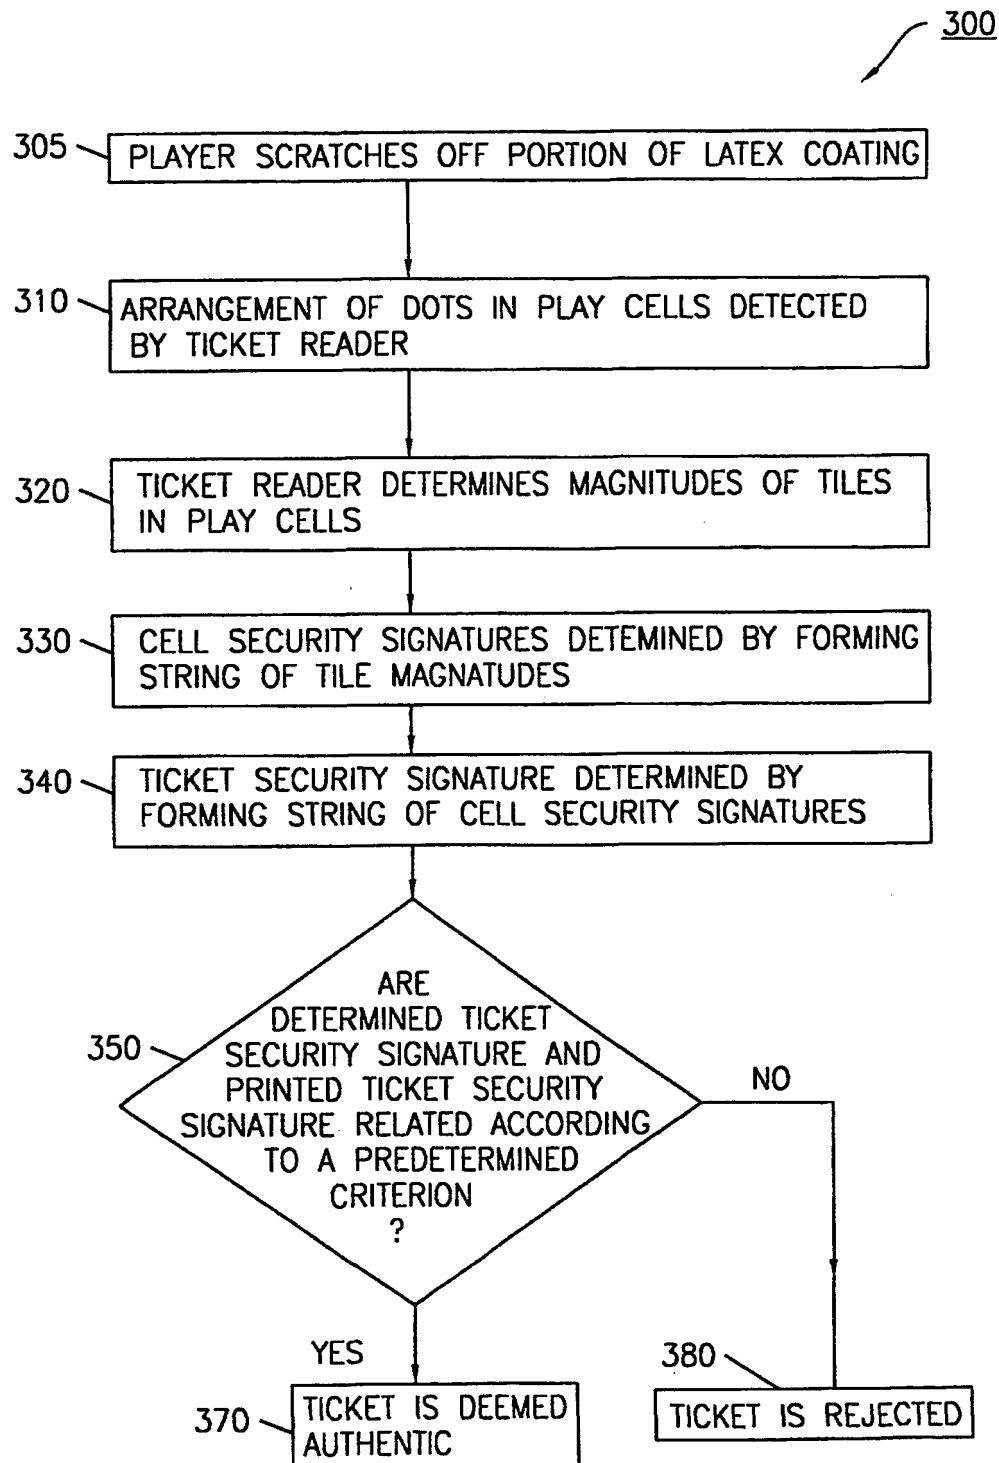 300
305
PLAYER SCRATCHES OFF PORTION OF LATEX COATING
310
ARRANGEMENT OF DOTS IN PLAY CELLS DETECTED
BY TICKET READER
320
TICKET READER DETERMINES MAGNITUDES OF TILES
IN PLAY CELLS
330
CELL SECURITY SIGNATURES DETEMINED BY FORMING
STRING OF TILE MAGNATUDES
340
TICKET SECURITY SIGNATURE DETERMINED BY
FORMING STRING OF CELL SECURITY SIGNATURES
350
ARE
DETERMINED TICKET
SECURITY SIGNATURE AND
PRINTED TICKET SECURITY
SIGNATURE RELATED ACCORDING
TO A PREDETERMINED
CRITERION
?
NO
YES
370
TICKET IS DEEMED
AUTHENTIC
380
TICKET IS REJECTED